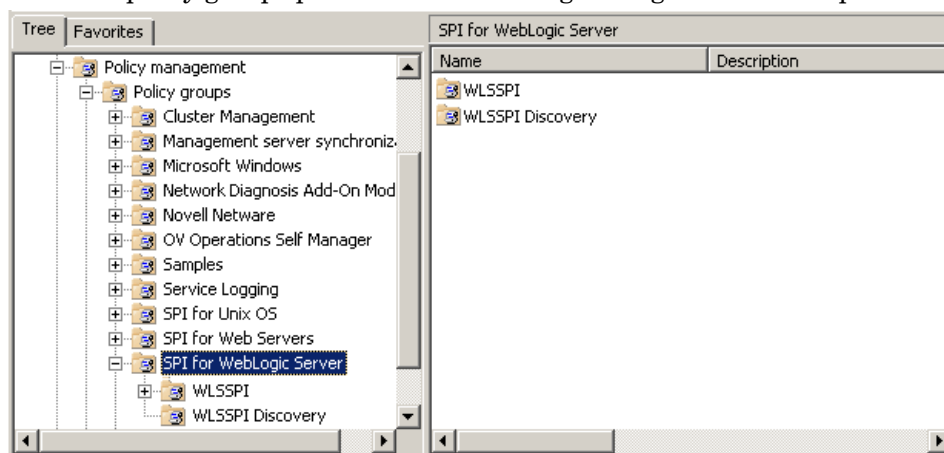 Tree
Favorites
SPI for WebLogic Server
Policy management
Policy groups
Cluster Management
Management server synchroniz
Microsoft Windows
Network Diagnosis Add-On Mod
Novell Netware
OV Operations Self Manager
Samples
Service Logging
SPI for Unix OS
SPI for Web Servers
SPI for WebLogic Server
WLSSPI
WLSSPI Discovery
Name
Description
WLSSPI
WLSSPI Discovery